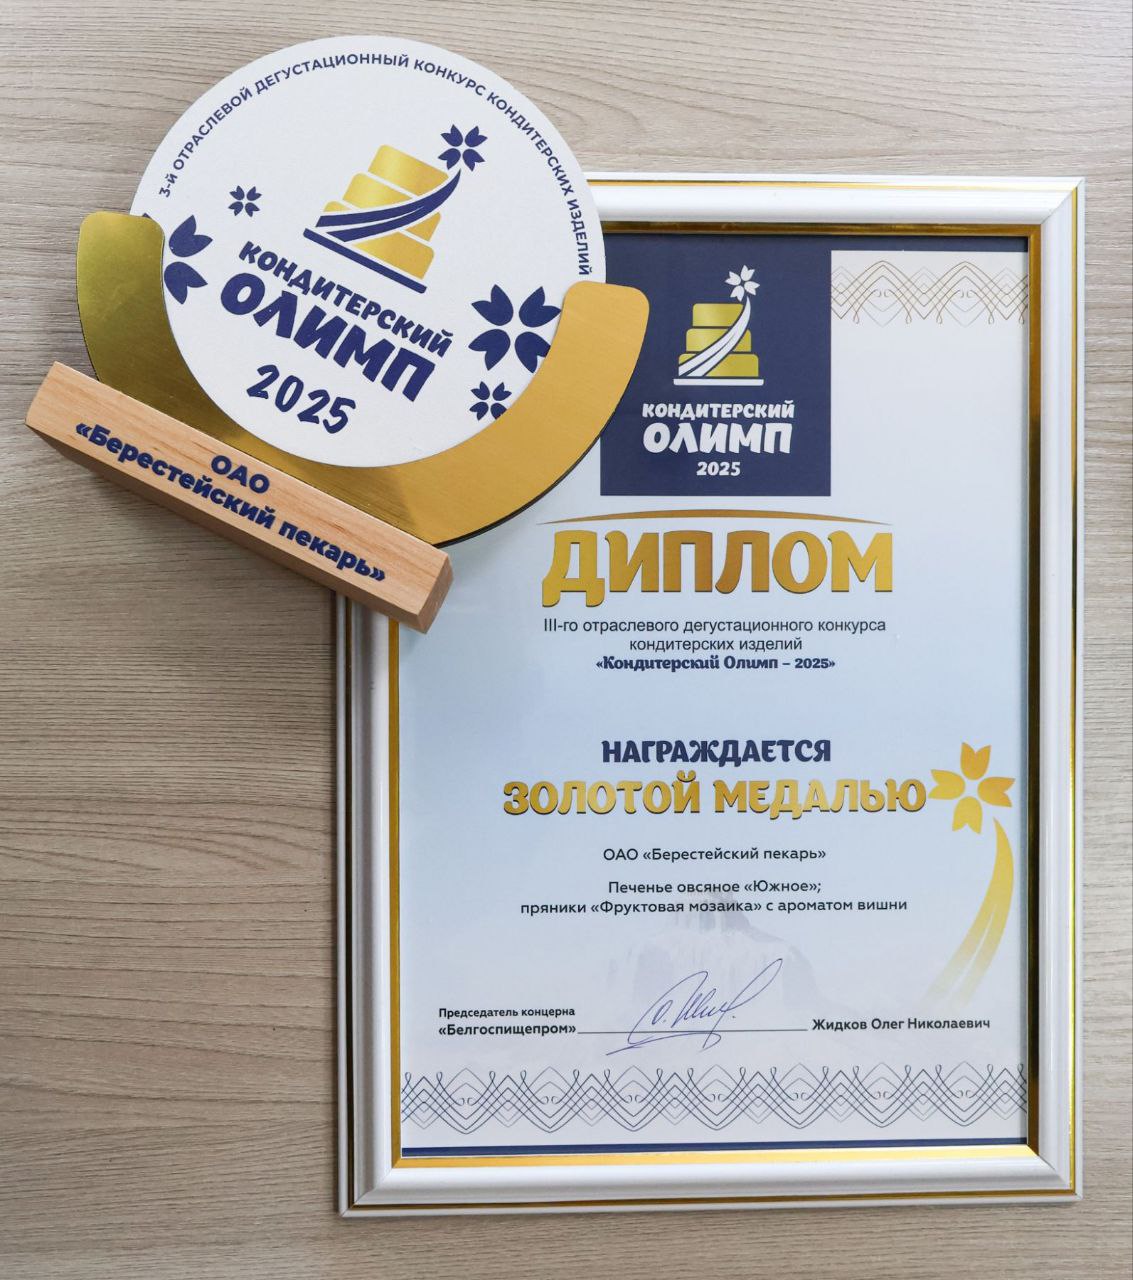 3-й ОТРАСЛЕВОЙ ДЕГУСТАЦИОННЫЙ КОНКУРС КОНДИТЕРСКИХ ИЗДЕЛИЙ
КОНДИТЕРСКИЙ
ОЛИМП
2025
ОАО
«Берестейский пекарь»
КОНДИТЕРСКИЙ
ОЛИМП
2025
ДИПЛОМ
III-го отраслевого дегустационного конкурса
кондитерских изделий
«Кондитерский Олимп – 2025»
НАГРАЖДАЕТСЯ
ЗОЛОТОЙ МЕДАЛЬЮ
ОАО «Берестейский пекарь»
Печенье овсяное «Южное»;
пряники «Фруктовая мозаика» с ароматом вишни
Председатель концерна
«Белгоспищепром» Жидков Олег Николаевич